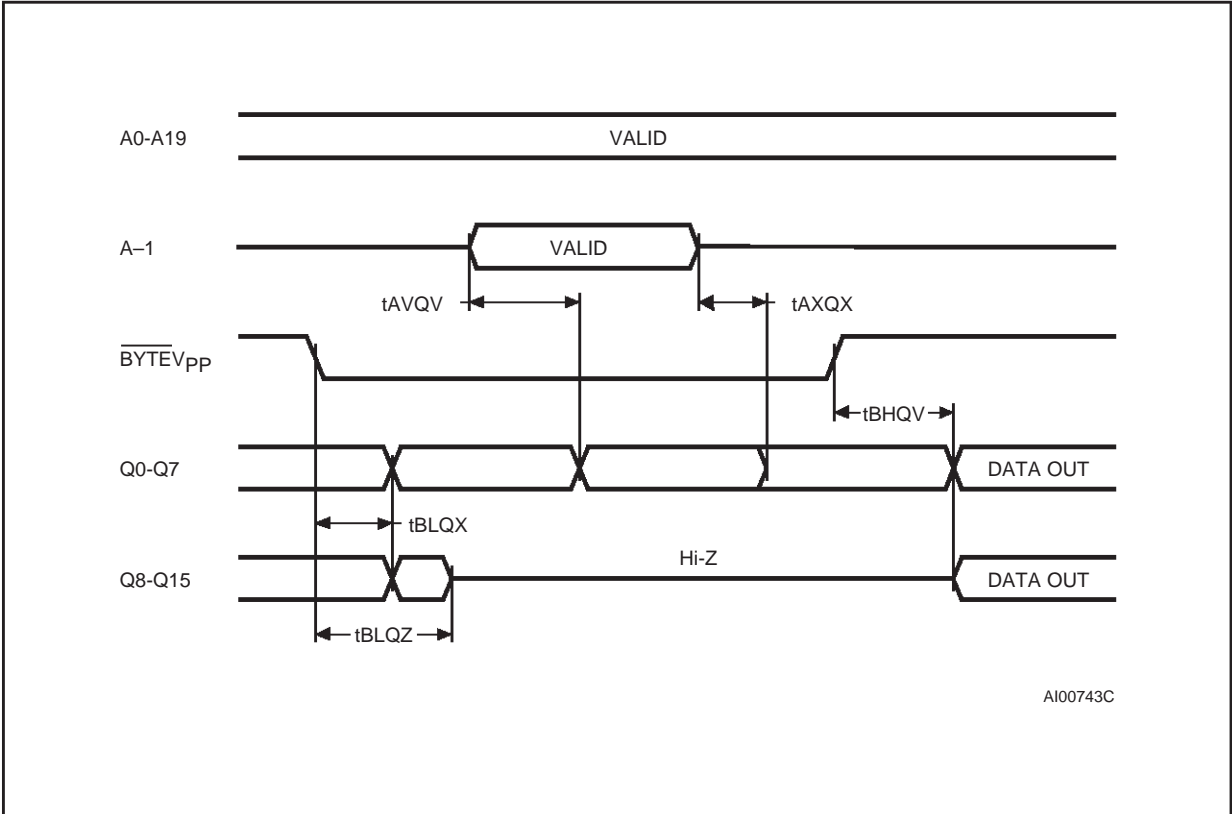 A0-A19 VALID
A–1 VALID
tAVQV tAXQX
BYTEVPP
tBHQV
Q0-Q7 DATA OUT
tBLQX
Hi-Z
Q8-Q15 DATA OUT
tBLQZ
AI00743C